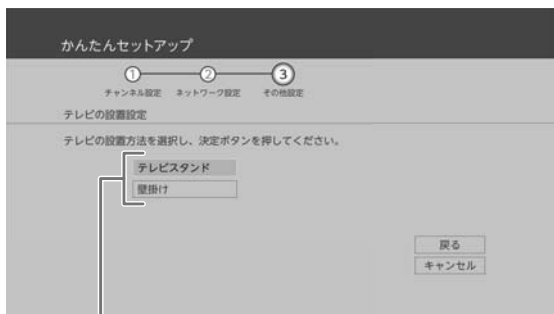 かんたんセットアップ
1 2 3
チャンネル設定 ネットワーク設定 その他設定
テレビの設置設定
テレビの設置方法を選択し、決定ボタンを押してください。
テレビスタンド
壁掛け
戻る
キャンセル